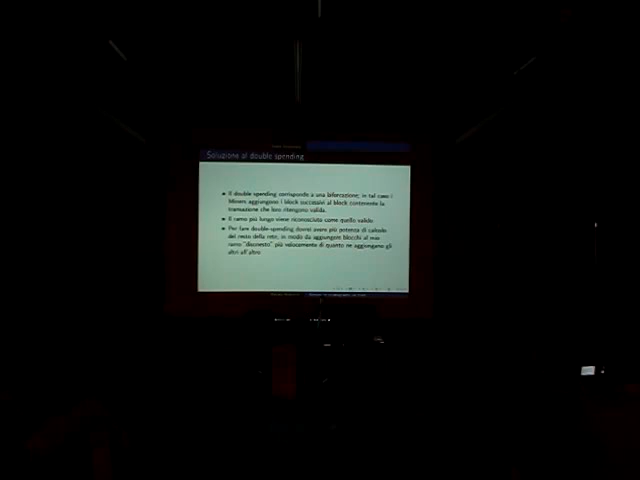 Soluzione al double spending
Il double spending corrisponde a una biforcazione; in tal caso i
Miners aggiungono i block successivi al block contenente la
transazione che loro ritengono valida.
Il ramo più lungo viene riconosciuto come quello valido.
Per fare double-spending dovrei avere più potenza di calcolo
del resto della rete, in modo da aggiungere blocchi al mio
ramo "disonesto" più velocemente di quanto ne aggiungano gli
altri all'altro